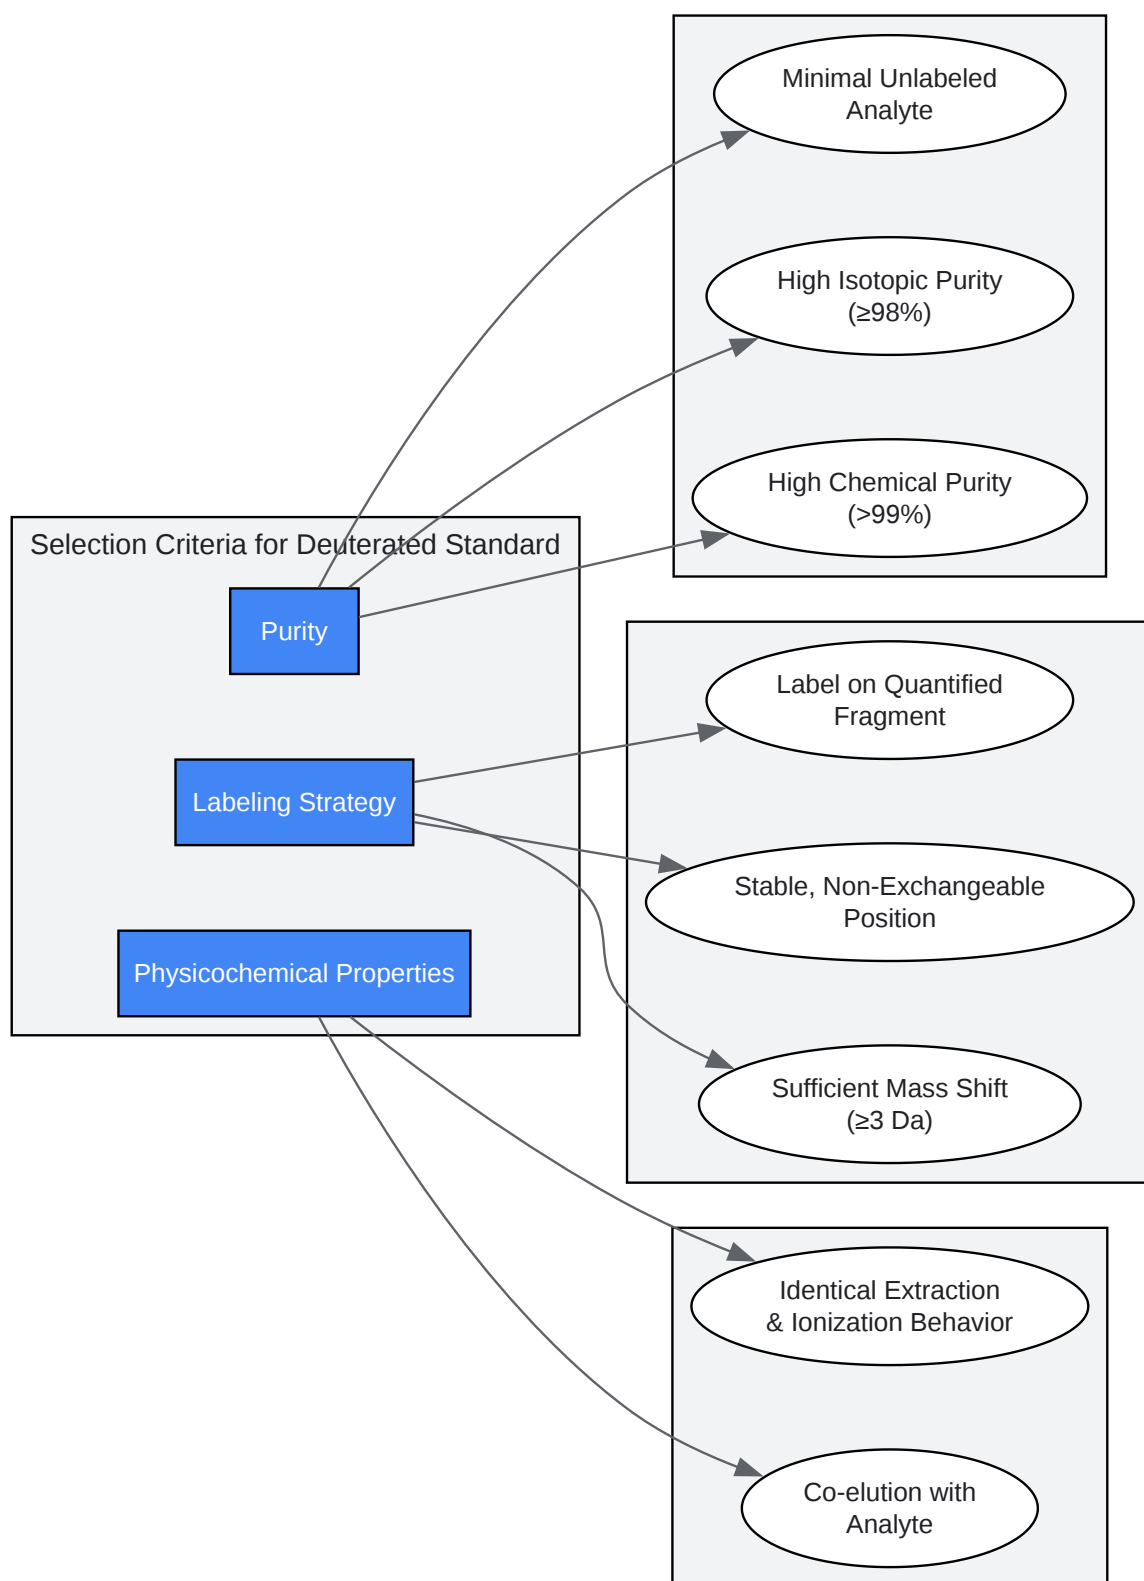 Minimal Unlabeled
Analyte
High Isotopic Purity
(≥98%)
High Chemical Purity
(>99%)
Selection Criteria for Deuterated Standard
Purity
Label on Quantified
Fragment
Labeling Strategy
Stable, Non-Exchangeable
Position
Physicochemical Properties
Sufficient Mass Shift
(≥3 Da)
Identical Extraction
& Ionization Behavior
Co-elution with
Analyte